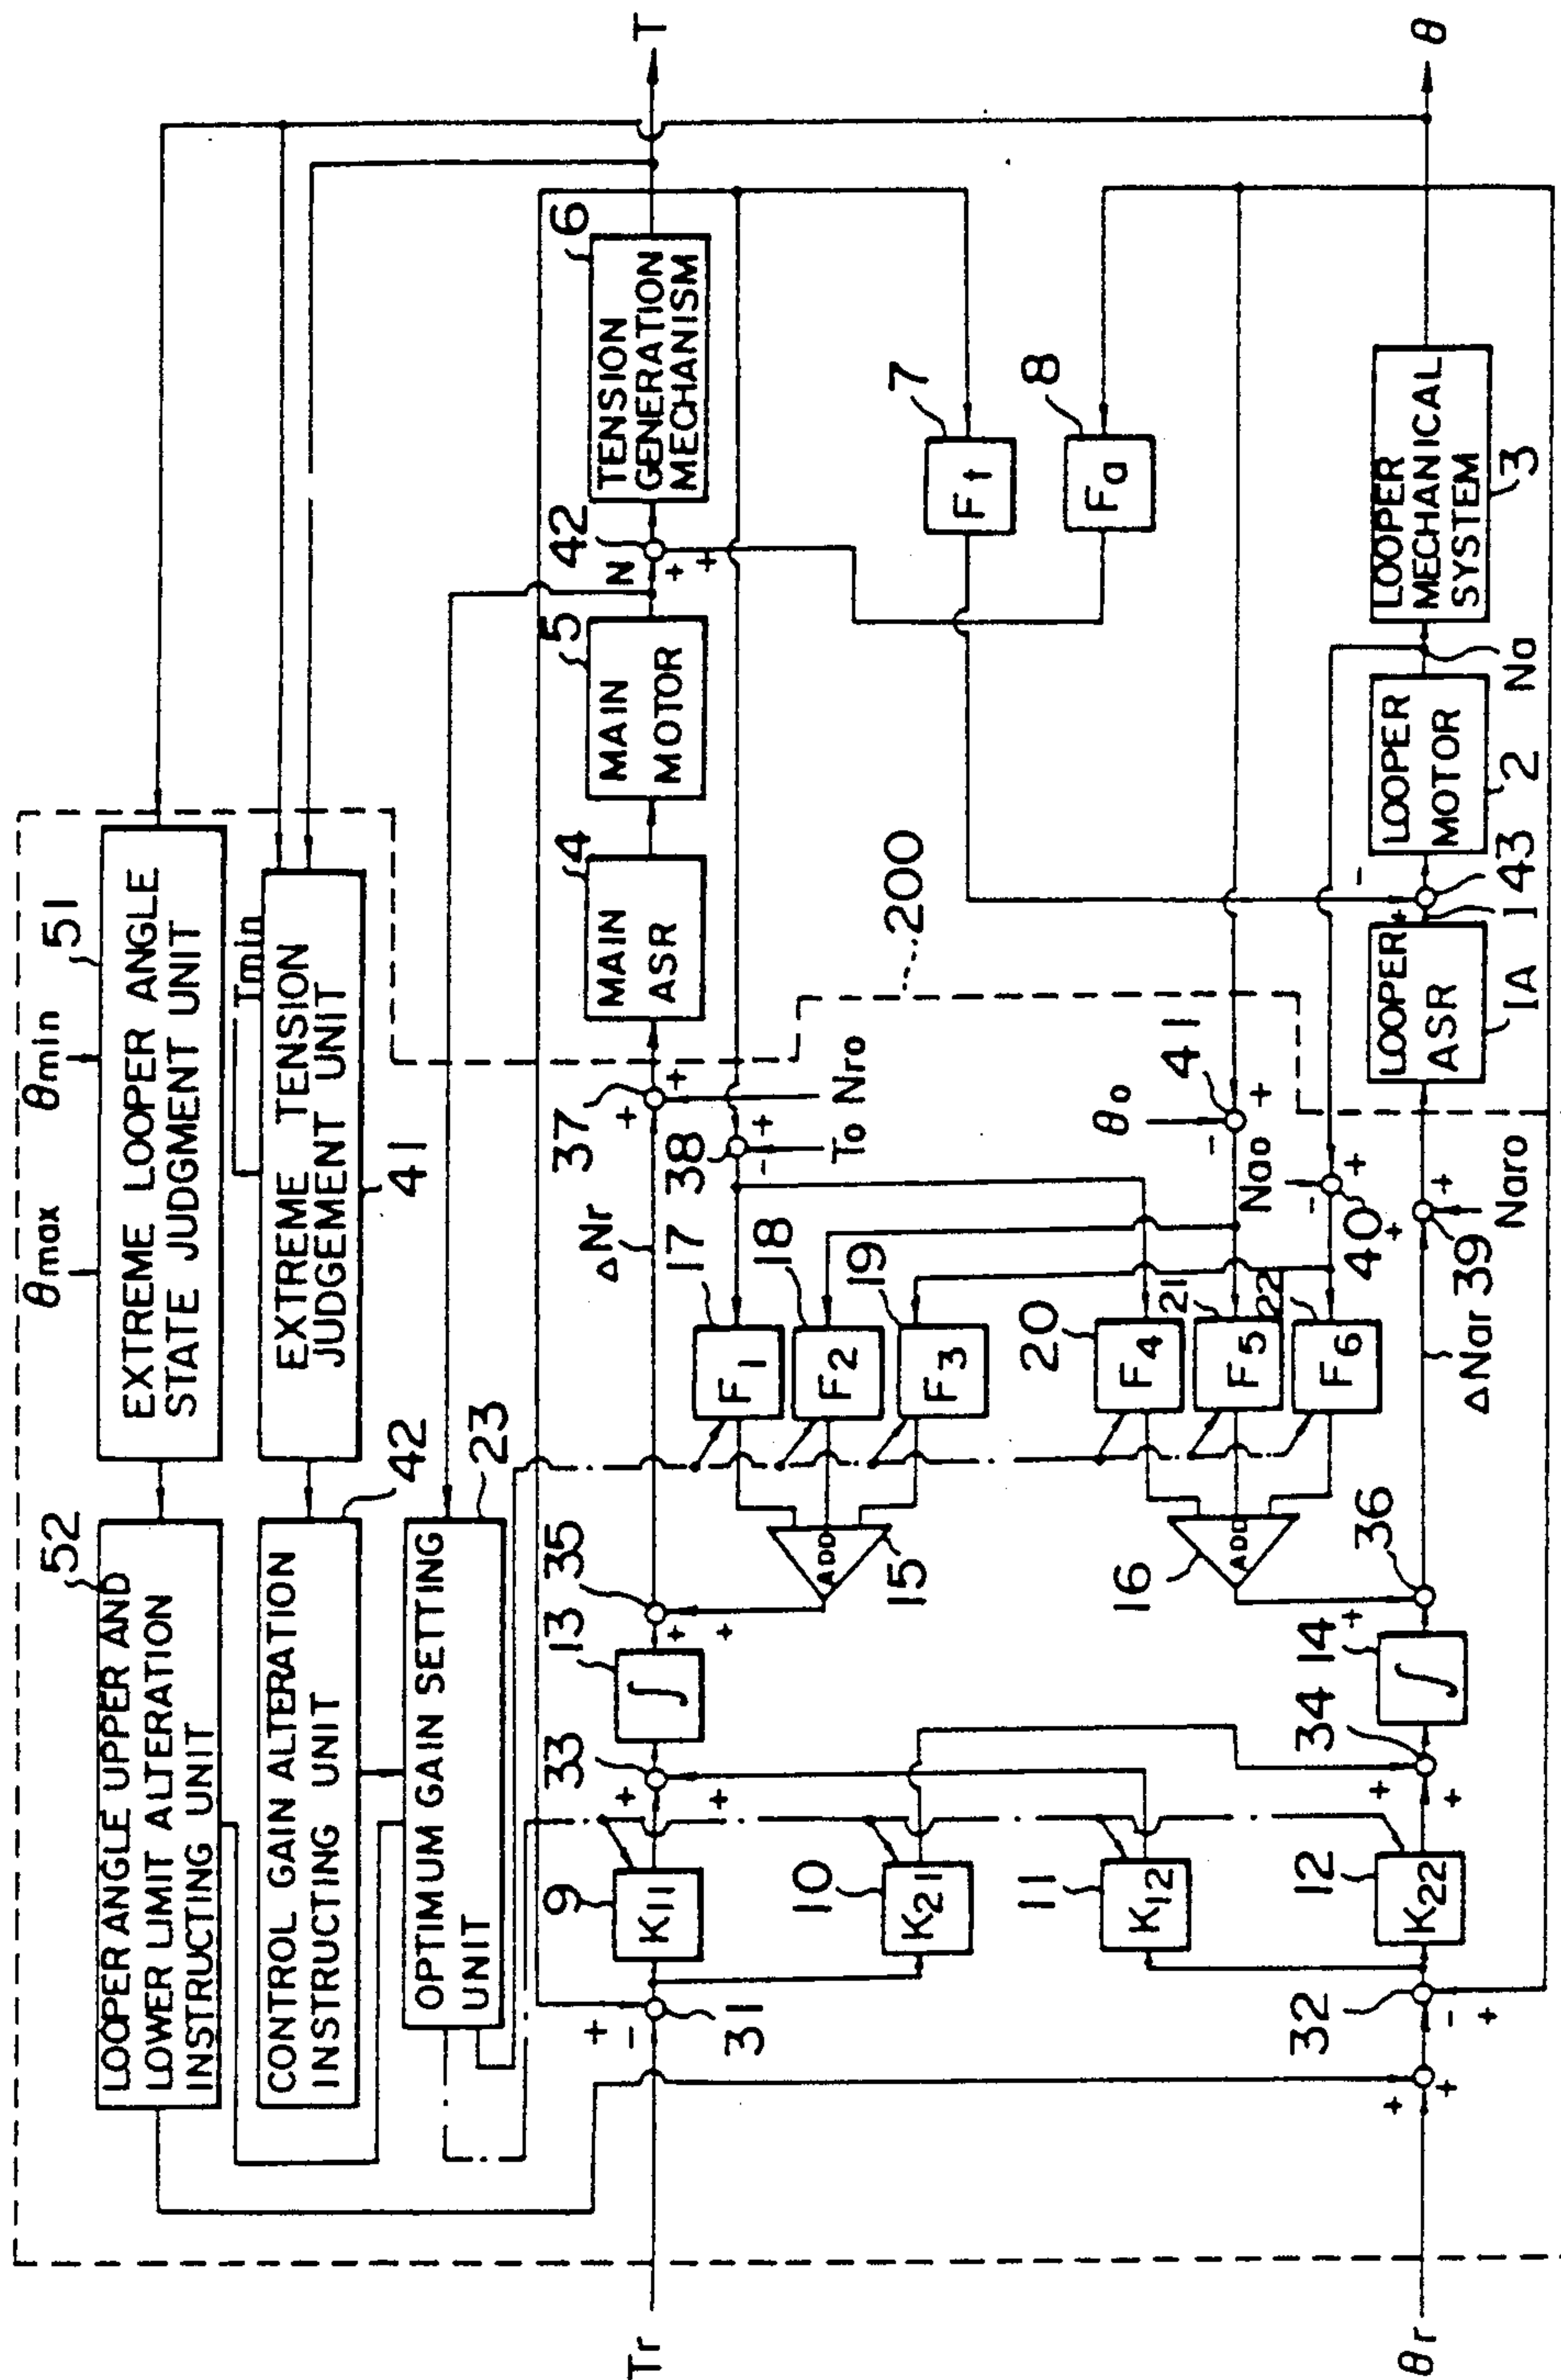 θmax
θmin
51
EXTREME LOOPER ANGLE
STATE JUDGMENT UNIT
Tmin
EXTREME TENSION
JUDGEMENT UNIT
41
52
LOOPER ANGLE UPPER AND
LOWER LIMIT ALTERATION
INSTRUCTING UNIT
42
CONTROL GAIN ALTERATION
INSTRUCTING UNIT
23
OPTIMUM GAIN SETTING
UNIT
Tr
+
-
31
9
K11
+
+
33
13
∫
+
+
35
ΔNr
37
+
+
Nro
4
MAIN
ASR
5
MAIN
MOTOR
N
42
+
+
6
TENSION
GENERATION
MECHANISM
T
38
-
+
To
17
F1
18
F2
19
F3
ADD
15
10
K21
11
K12
20
F4
21
F5
22
F6
ADD
16
θo
41
-
+
Nao
-
+
40
200
7
Ft
8
Fa
θr
+
+
32
-
+
12
K22
34
+
+
14
∫
+
36
ΔNar
39
+
+
Naro
LOOPER
ASR
1A
+
-
1
43
LOOPER
MOTOR
2
Na
LOOPER
MECHANICAL
SYSTEM
3
θ